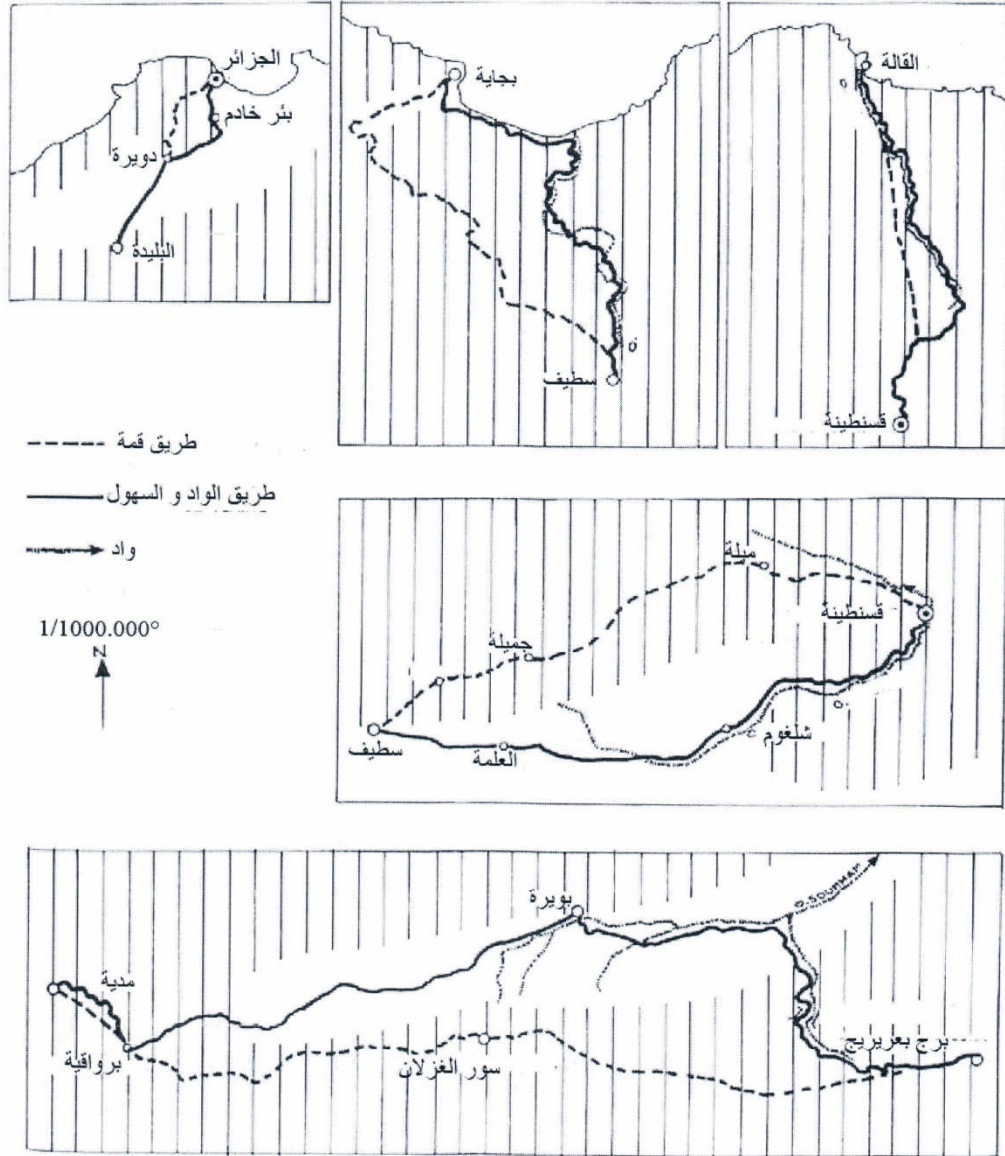 الجزائر
بئر خادم
دويرة
البليدة
بجاية
سطيف
القالة
قسنطينة
طريق قمة
طريق الواد و السهول
واد
1/1000.000°
N
ميلة
قسنطينة
جميلة
سطيف
العلمة
شلغوم
بويرة
O. SOUMMAM
مدية
برواقية
سور الغزلان
برج بعريريج